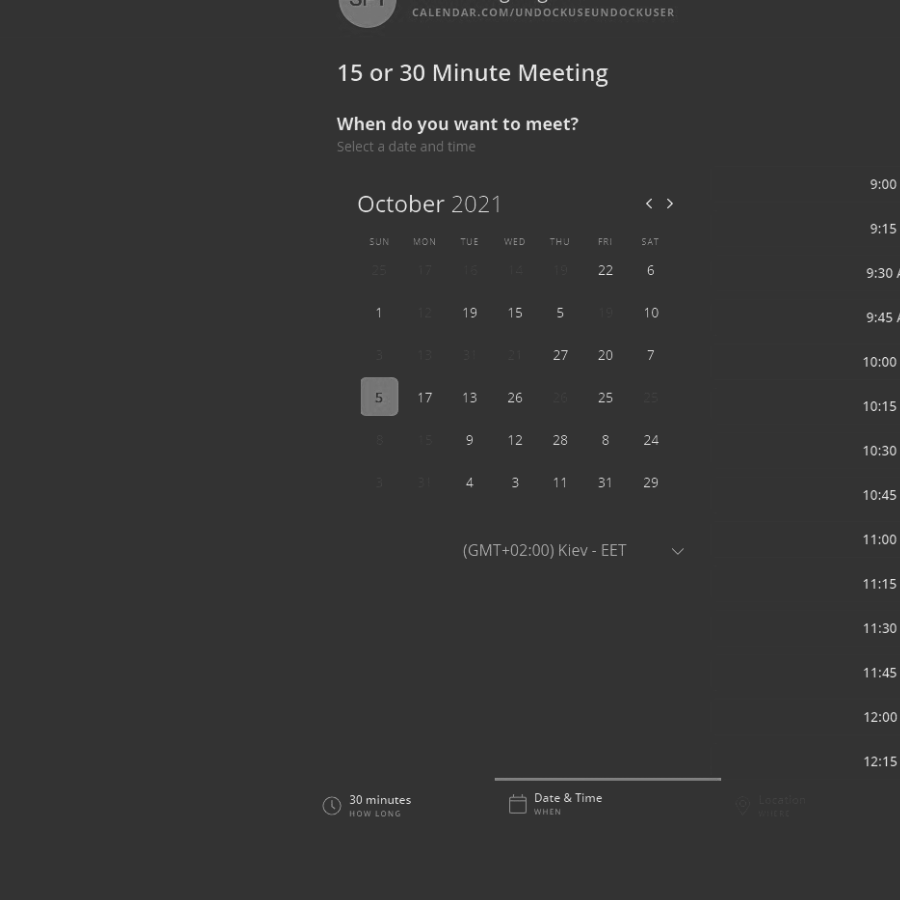 CALENDAR.COM/UNDOCKUSEUNDOCKUSER
15 or 30 Minute Meeting
When do you want to meet?
Select a date and time
October 2021
SUN MON TUE WED THU FRI SAT
25 17 16 14 19 22 6
1 12 19 15 5 19 10
3 13 31 21 27 20 7
5 17 13 26 26 25 25
8 15 9 12 28 8 24
3 31 4 3 11 31 29
(GMT+02:00) Kiev - EET
9:00
9:15
9:30
9:45
10:00
10:15
10:30
10:45
11:00
11:15
11:30
11:45
12:00
12:15
30 minutes
HOW LONG
Date & Time
WHEN
Location
WHERE